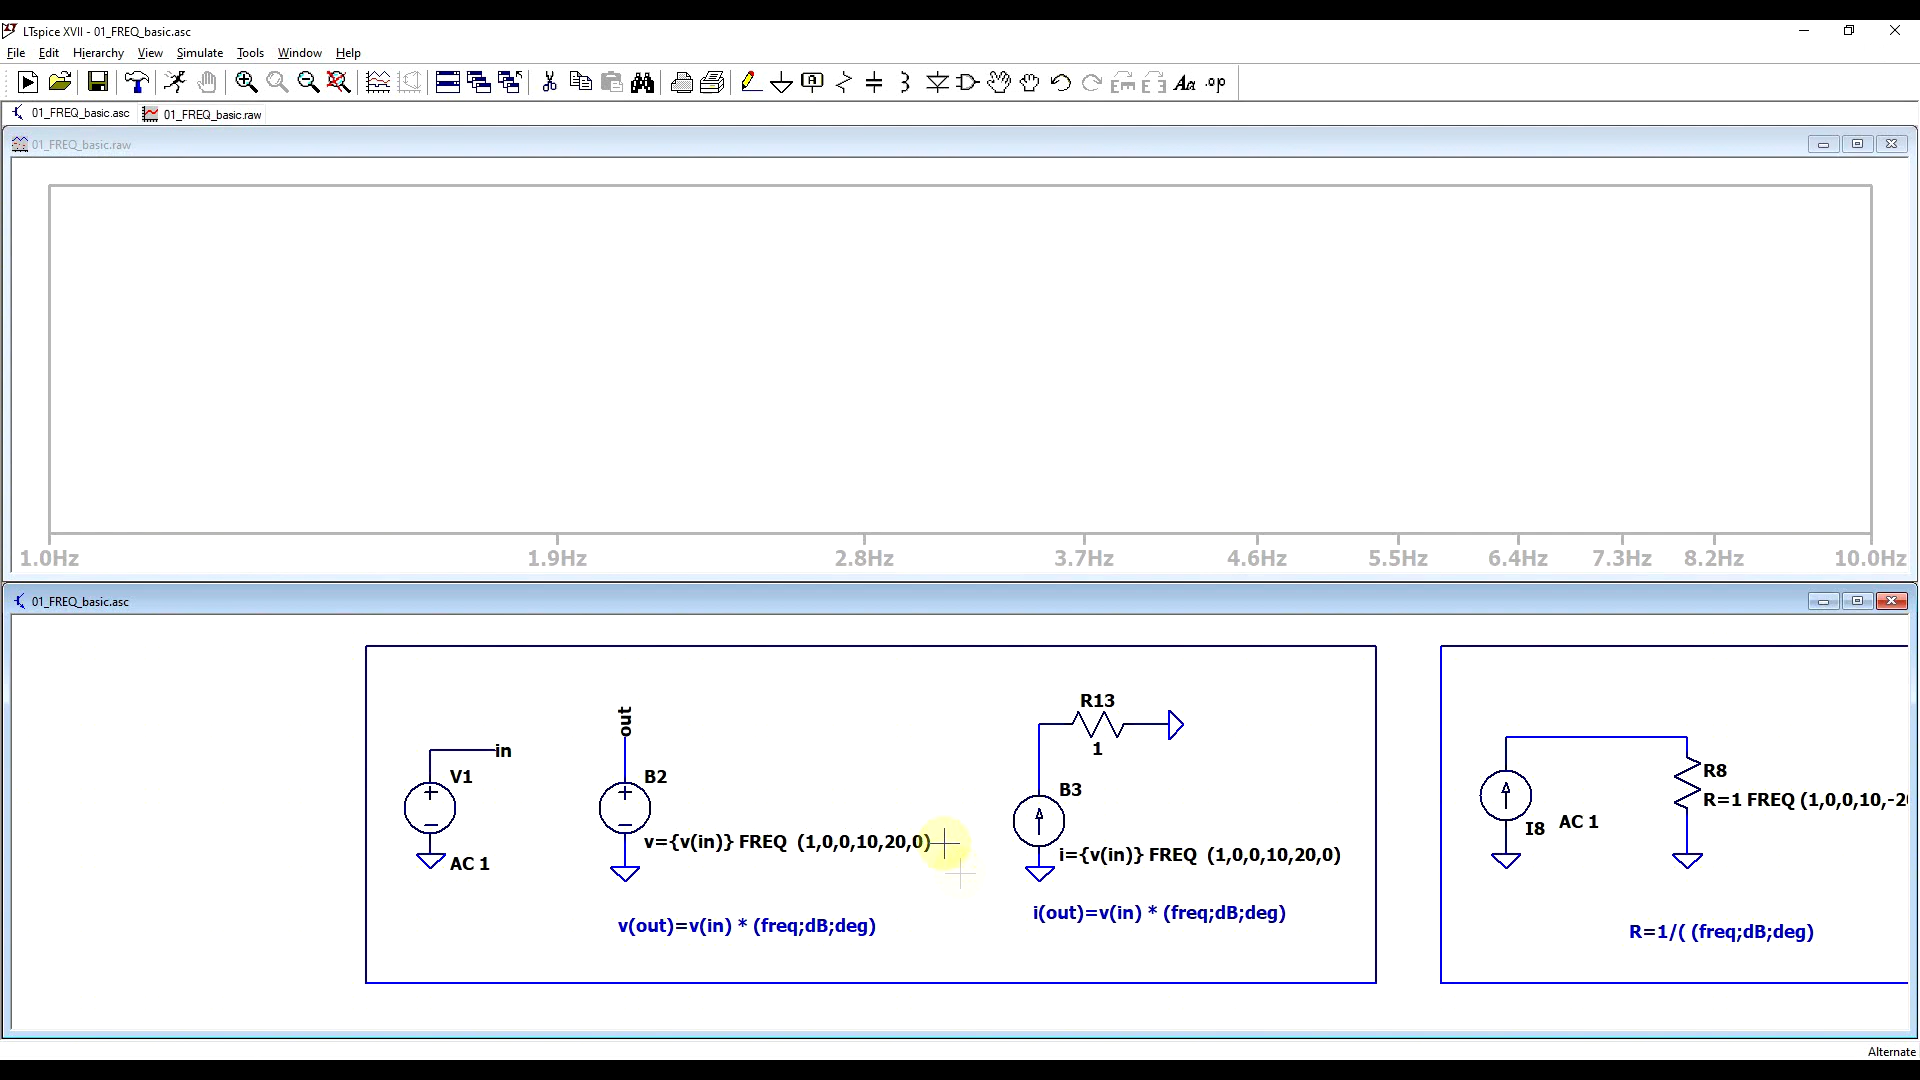 LTspice XVII - 01_FREQ_basic.asc
File Edit Hierarchy View Simulate Tools Window Help
.op
01_FREQ_basic.asc 01_FREQ_basic.raw
01_FREQ_basic.raw
1.0Hz 1.9Hz 2.8Hz 3.7Hz 4.6Hz 5.5Hz 6.4Hz 7.3Hz 8.2Hz 10.0Hz
01_FREQ_basic.asc
in
V1
AC 1
out
B2
v={v(in)} FREQ (1,0,0,10,20,0)
v(out)=v(in) * (freq;dB;deg)
R13
1
B3
i={v(in)} FREQ (1,0,0,10,20,0)
i(out)=v(in) * (freq;dB;deg)
I8 AC 1
R8
R=1 FREQ (1,0,0,10,-20
R=1/( (freq;dB;deg)
Alternate